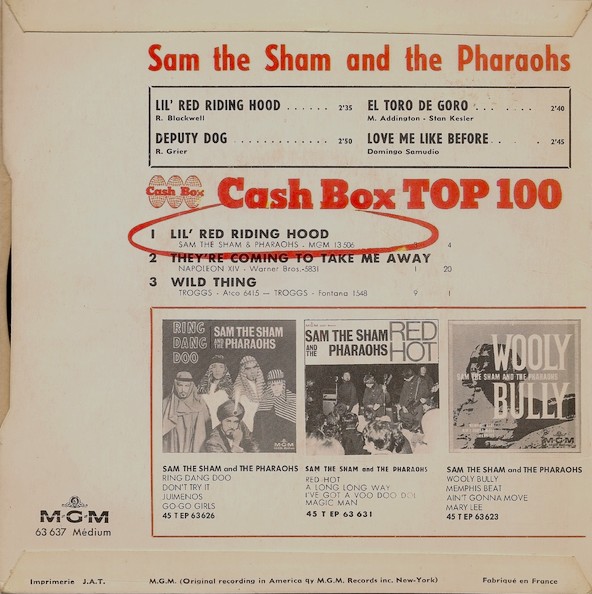 Sam the Sham and the Pharaohs
LIL' RED RIDING HOOD ...... 2'35
R. Blackwell
EL TORO DE GORO .. ...... 2'40
M. Addington - Stan Kesler
DEPUTY DOG ............. 2'50
R. Grier
LOVE ME LIKE BEFORE.. ... 2'45
Domingo Samudio
Cash Box Cash Box TOP 100
1 LIL' RED RIDING HOOD
SAM THE SHAM & PHARAOHS - MGM 13506 4
2 THEY'RE COMING TO TAKE ME AWAY
NAPOLEON XIV - Warner Bros.-5831 1 20
3 WILD THING
TROGGS - Atco 6415 — TROGGS - Fontana 1548 9 1
RING DANG DOO
SAM THE SHAM AND THE PHARAOHS
MGM
SAM THE SHAM AND THE PHARAOHS
RED HOT
WOOLY
SAM THE SHAM AND THE PHARAOHS
BULLY
MGM
SAM THE SHAM and THE PHARAOHS
RING DANG DOO
DON'T TRY IT
JUIMENOS
GO-GO GIRLS
45 T EP 63626
SAM THE SHAM and THE PHARAOHS
RED-HOT
A LONG LONG WAY
I'VE GOT A VOO DOO DOL
MAGIC MAN
45 T EP 63 631
SAM THE SHAM and THE PHARAOHS
WOOLY BULLY
MEMPHIS BEAT
AIN'T GONNA MOVE
MARY LEE
45 T EP 63623
M-G-M
63 637 Médium
Imprimerie J.A.T.
M.G.M. (Original recording in America qy M.G.M. Records inc. New-York)
Fabriqué en France